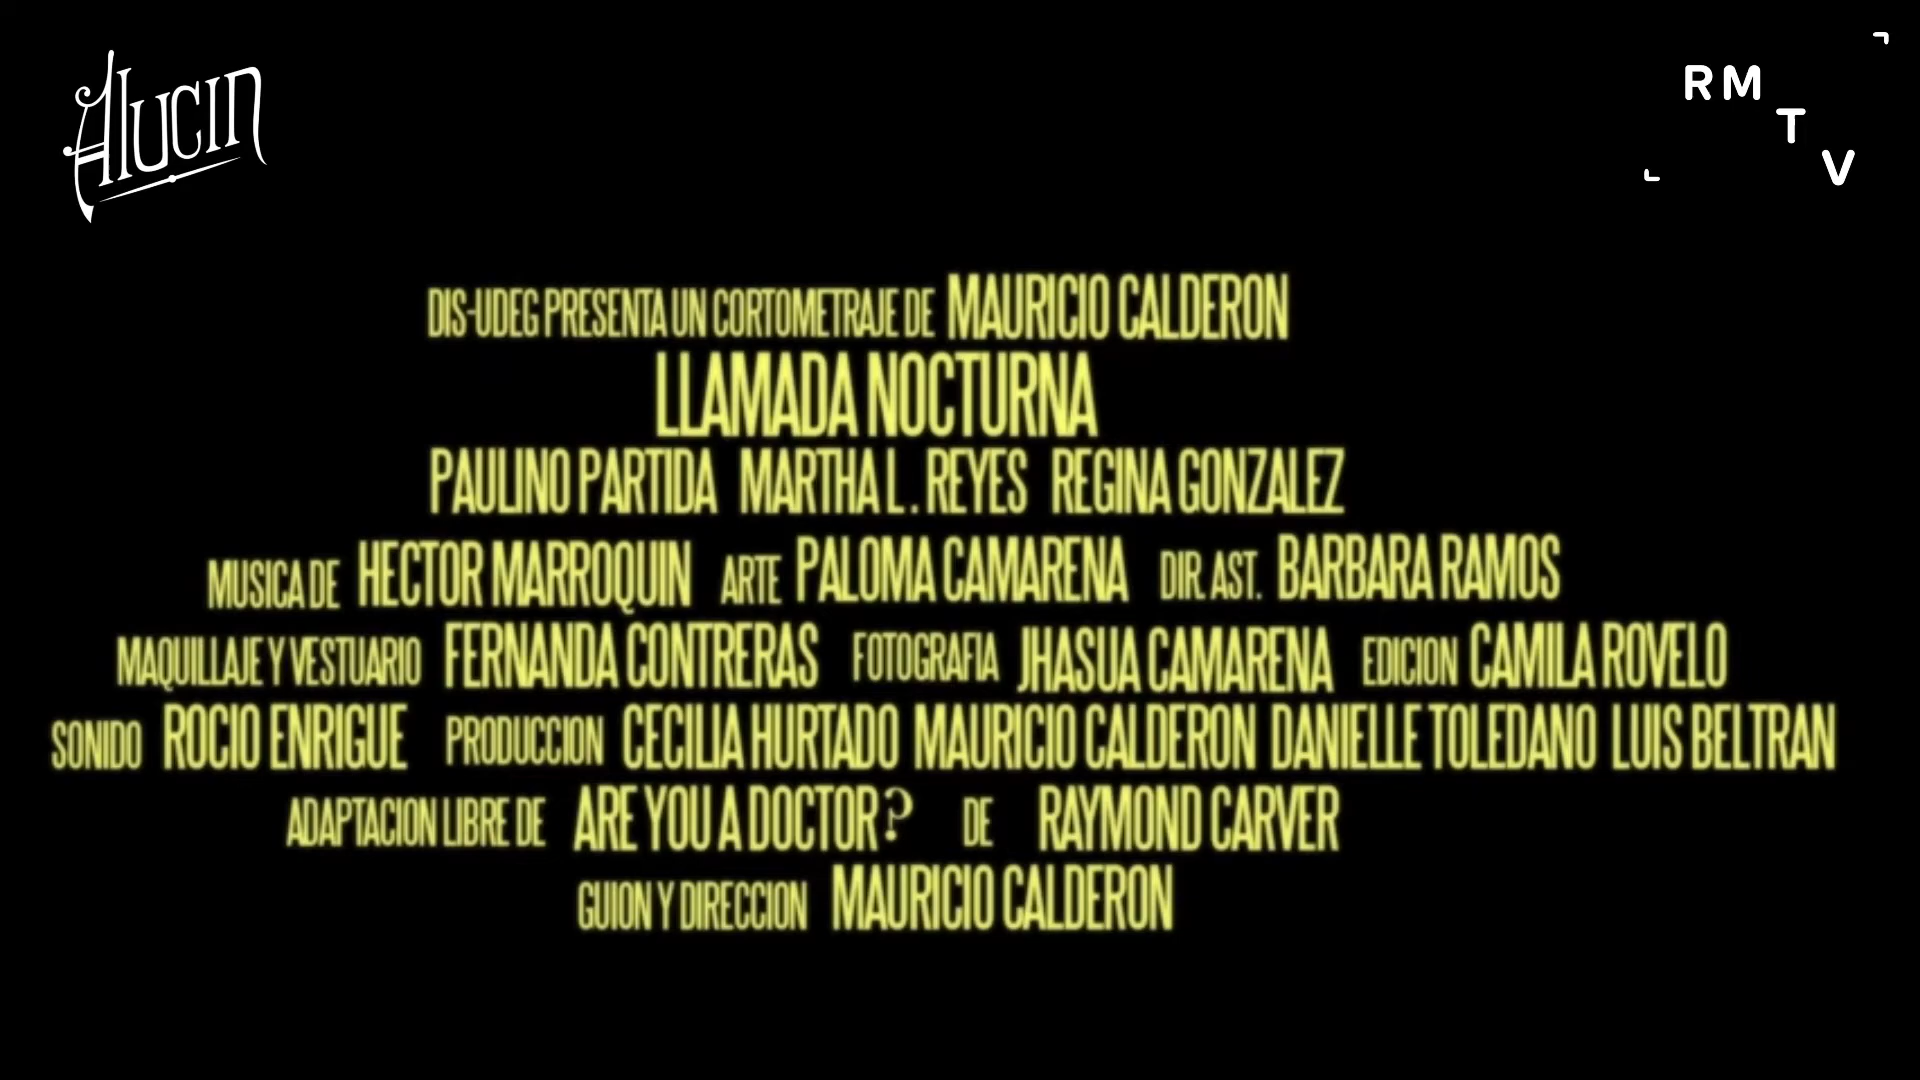 Alucin
RM
T
V
DIS-UDEG PRESENTA UN CORTOMETRAJE DE MAURICIO CALDERON
LLAMADA NOCTURNA
PAULINO PARTIDA MARTHA L. REYES REGINA GONZALEZ
MUSICA DE HECTOR MARROQUIN ARTE PALOMA CAMARENA DIR. AST. BARBARA RAMOS
MAQUILLAJE Y VESTUARIO FERNANDA CONTRERAS FOTOGRAFIA JHASUA CAMARENA EDICION CAMILA ROVELO
SONIDO ROCIO ENRIGUE PRODUCCION CECILIA HURTADO MAURICIO CALDERON DANIELLE TOLEDANO LUIS BELTRAN
ADAPTACION LIBRE DE ARE YOU A DOCTOR? DE RAYMOND CARVER
GUION Y DIRECCION MAURICIO CALDERON